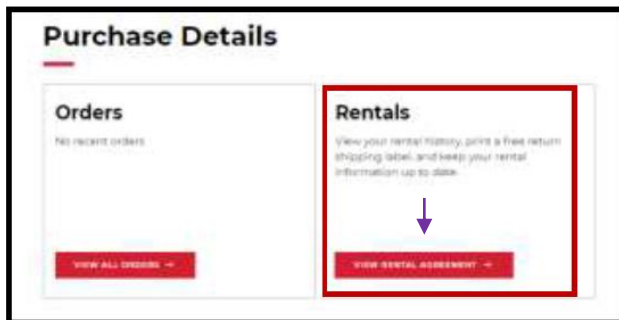 Purchase Details
Orders
No recent orders
VIEW ALL ORDERS →
Rentals
View your rental history, print a free return
shipping label, and keep your rental
information up to date.
VIEW RENTAL AGREEMENT →